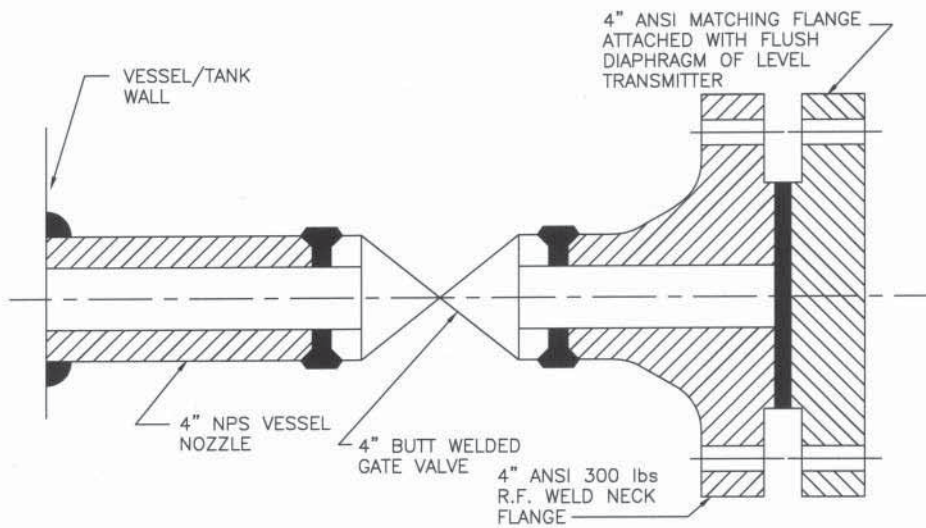 4" ANSI MATCHING FLANGE
ATTACHED WITH FLUSH
DIAPHRAGM OF LEVEL
TRANSMITTER
VESSEL/TANK
WALL
4" NPS VESSEL
NOZZLE
4" BUTT WELDED
GATE VALVE
4" ANSI 300 lbs
R.F. WELD NECK
FLANGE